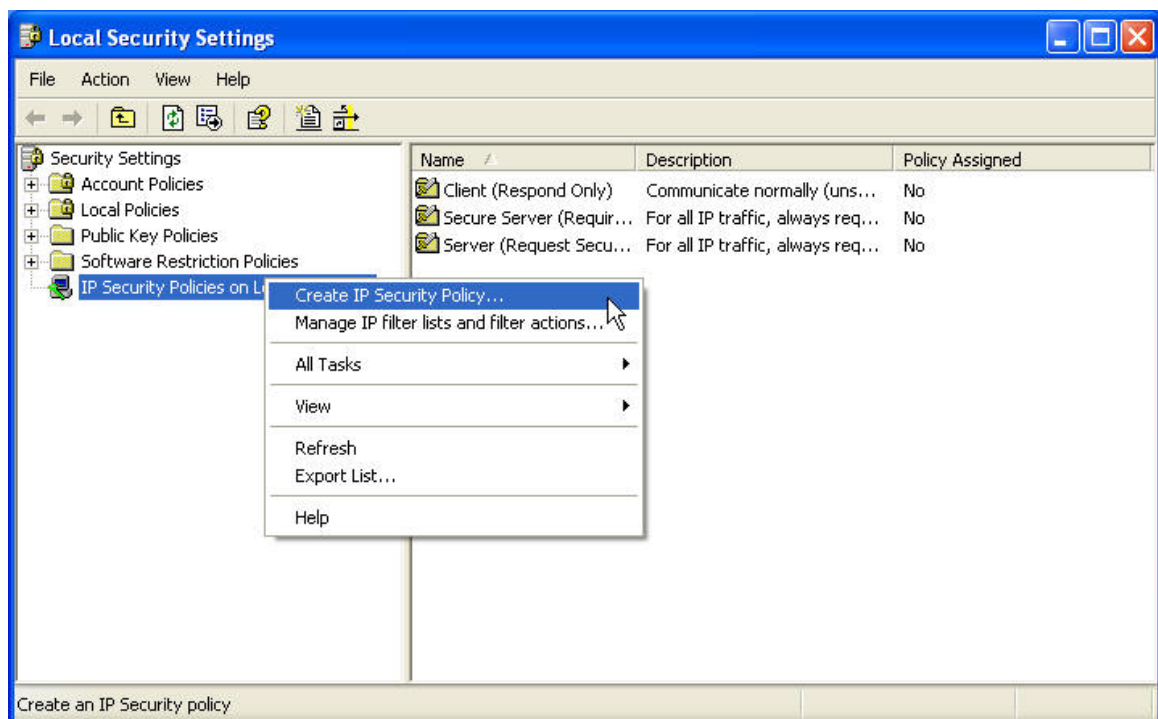 Local Security Settings
File Action View Help
Security Settings
Account Policies
Local Policies
Public Key Policies
Software Restriction Policies
IP Security Policies on L
Name Description Policy Assigned
Client (Respond Only) Communicate normally (uns... No
Secure Server (Requir... For all IP traffic, always req... No
Server (Request Secu... For all IP traffic, always req... No
Create IP Security Policy...
Manage IP filter lists and filter actions...
All Tasks
View
Refresh
Export List...
Help
Create an IP Security policy